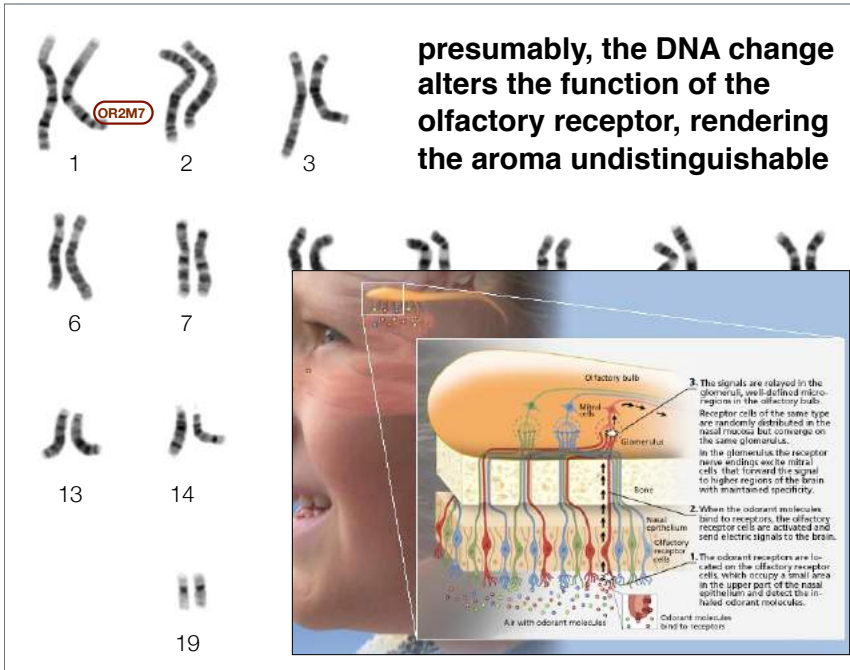 presumably, the DNA change
alters the function of the
olfactory receptor, rendering
the aroma undistinguishable
OR2M7
1
2
3
6
7
13
14
19
Olfactory bulb
Mitral
cells
Glomerulus
Bone
Nasal
epithelium
Olfactory
receptor
cells
Air with odorant molecules
Odorant molecules
bind to receptors
3. The signals are relayed in the
glomeruli, well-defined micro-
regions in the olfactory bulb.
Receptor cells of the same type
are randomly distributed in the
nasal mucosa but converge on
the same glomerulus.
In the glomerulus the receptor
nerve endings excite mitral
cells that forward the signal
to higher regions of the brain
with maintained specificity.
2. When the odorant molecules
bind to receptors, the olfactory
receptor cells are activated and
send electric signals to the brain.
1. The odorant receptors are lo-
cated on the olfactory receptor
cells, which occupy a small area
in the upper part of the nasal
epithelium and detect the in-
haled odorant molecules.